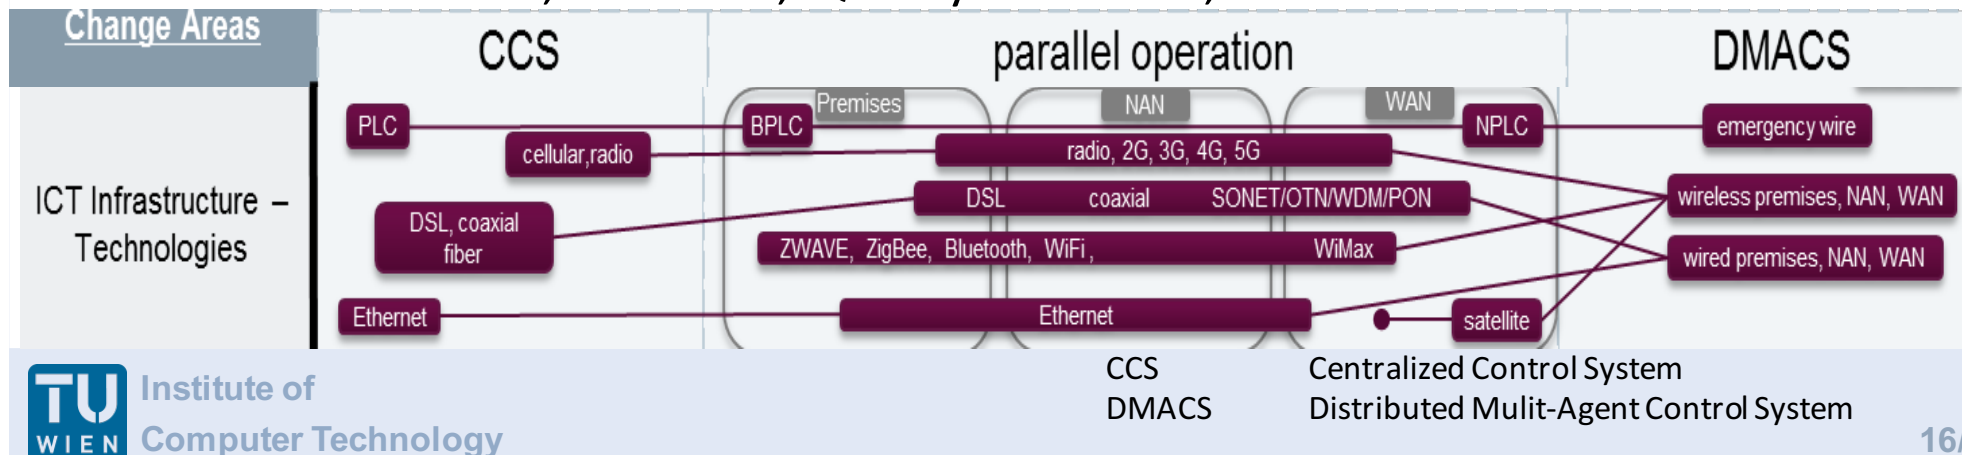 Change Areas
CCS
parallel operation
DMACS
Premises
NAN
WAN
PLC
BPLC
NPLC
emergency wire
cellular,radio
radio, 2G, 3G, 4G, 5G
ICT Infrastructure –
Technologies
DSL, coaxial
fiber
DSL coaxial SONET/OTN/WDM/PON
wireless premises, NAN, WAN
ZWAVE, ZigBee, Bluetooth, WiFi, WiMax
wired premises, NAN, WAN
Ethernet
Ethernet
satellite
CCS Centralized Control System
DMACS Distributed Mulit-Agent Control System
TU
WIEN
Institute of
Computer Technology
16/